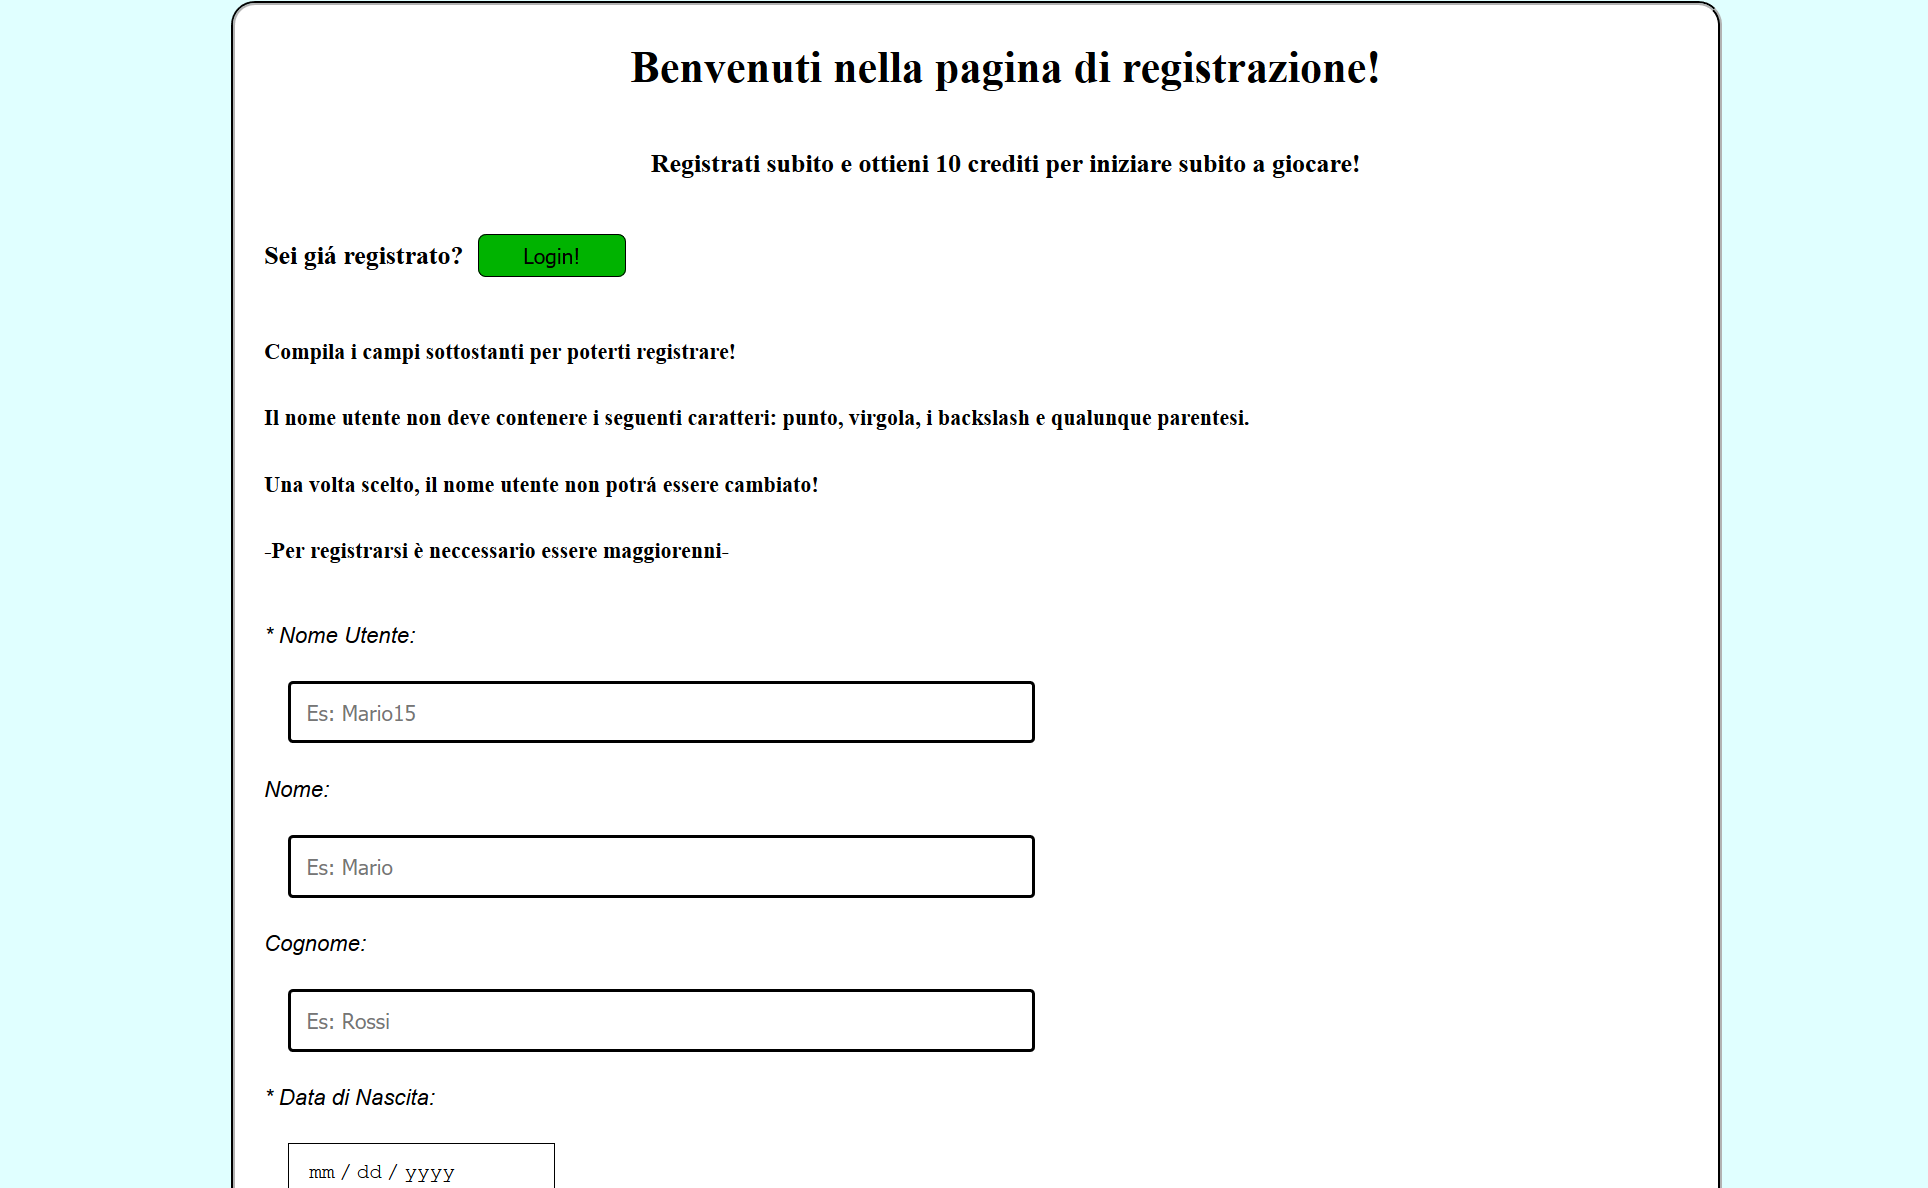 Benvenuti nella pagina di registrazione!
Registrati subito e ottieni 10 crediti per iniziare subito a giocare!
Sei giá registrato? Login!
Compila i campi sottostanti per poterti registrare!
Il nome utente non deve contenere i seguenti caratteri: punto, virgola, i backslash e qualunque parentesi.
Una volta scelto, il nome utente non potrá essere cambiato!
-Per registrarsi è neccessario essere maggiorenni-
* Nome Utente:
Es: Mario15
Nome:
Es: Mario
Cognome:
Es: Rossi
* Data di Nascita:
mm / dd / yyyy